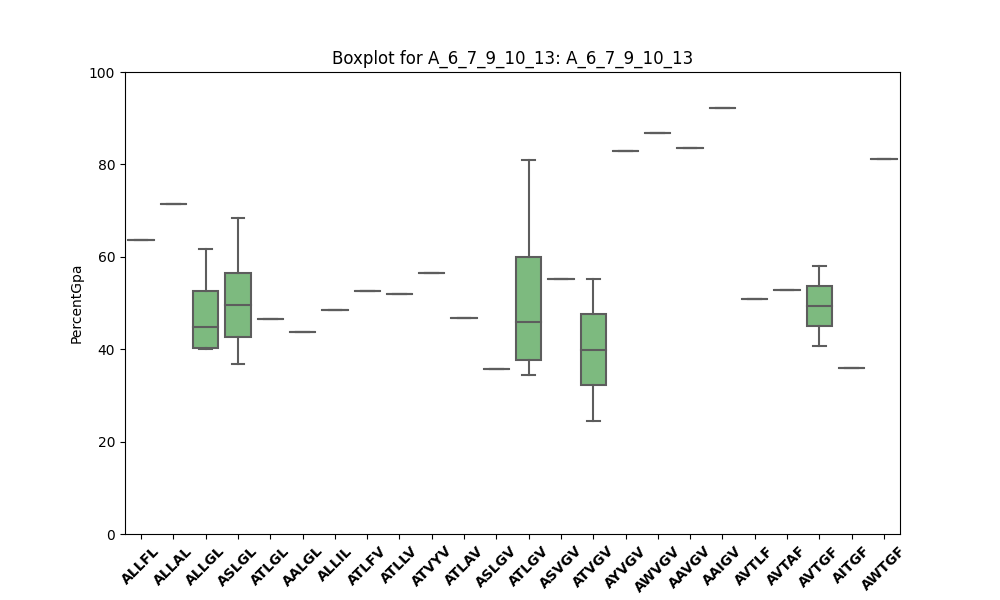 Boxplot for A_6_7_9_10_13: A_6_7_9_10_13
PercentGpa
100
80
60
40
20
0
ALLFL
ALLAL
ALLGL
ASLGL
ATLGL
AALGL
ALLIL
ATLFV
ATLLV
ATVYV
ATLAV
ASLGV
ATLGV
ASVGV
ATVGV
AYVGV
AWVGV
AAVGV
AAIGV
AVTLF
AVTAF
AVTGF
AITGF
AWTGF